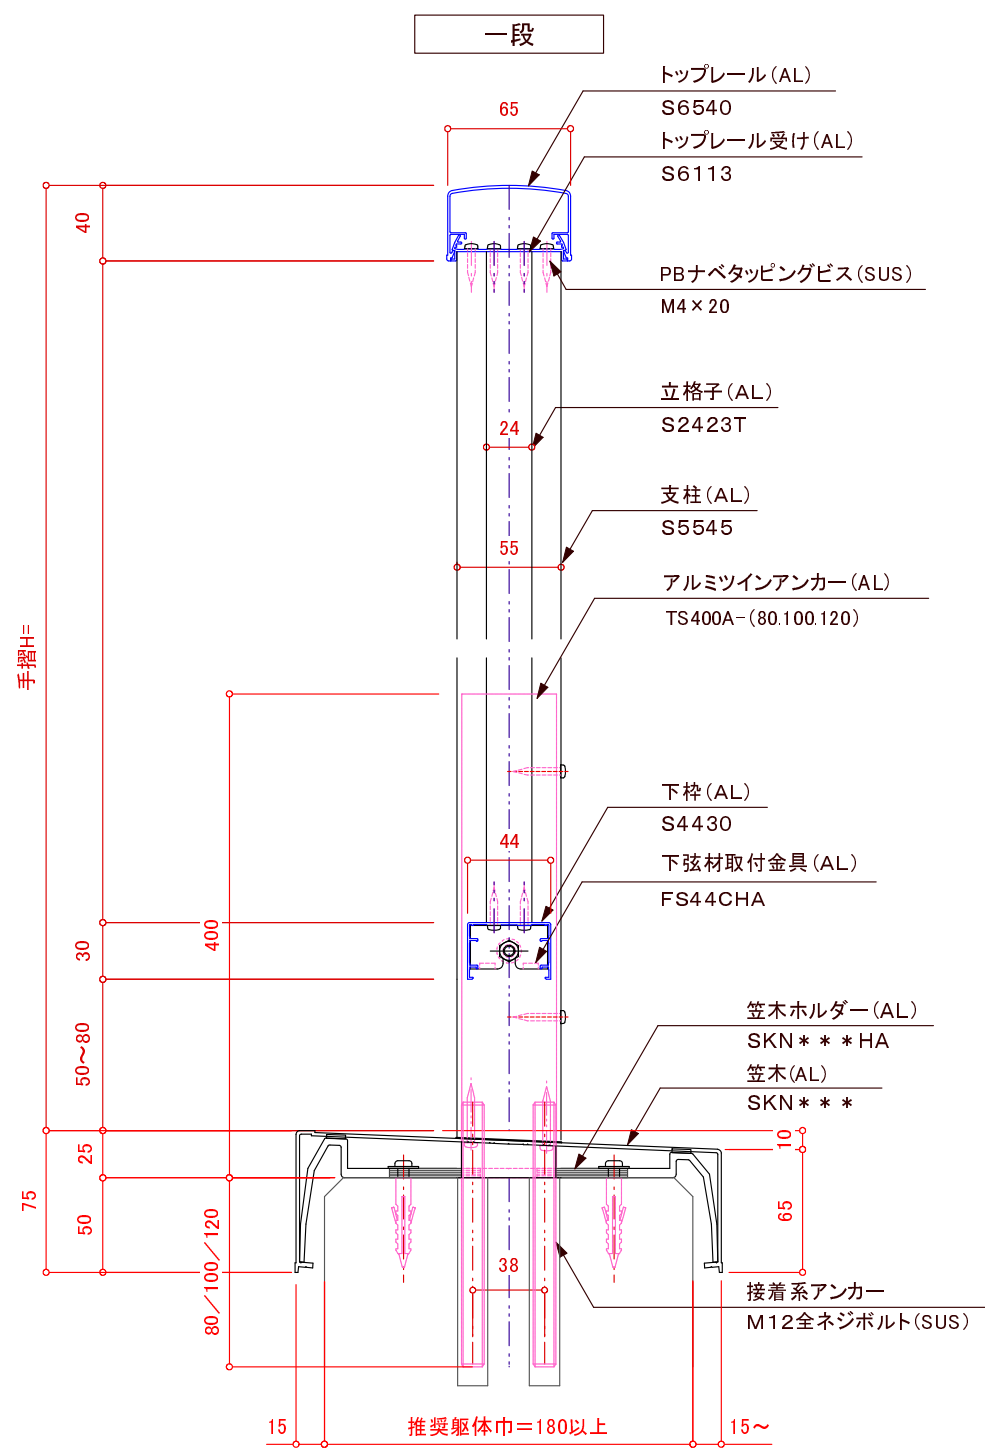 一段
トップレール(AL)
S6540
トップレール受け(AL)
S6113
65
40
PBナベタッピングビス(SUS)
M4×20
立格子(AL)
S2423T
24
支柱(AL)
S5545
55
アルミツインアンカー(AL)
TS400A-(80.100.120)
手摺H=
下枠(AL)
S4430
44
下弦材取付金具(AL)
FS44CHA
400
30
笠木ホルダー(AL)
SKN＊＊＊HA
50～80
笠木(AL)
SKN＊＊＊
10
25
75
50
65
80/100/120
38
接着系アンカー
M12全ネジボルト(SUS)
15
推奨躯体巾=180以上
15～